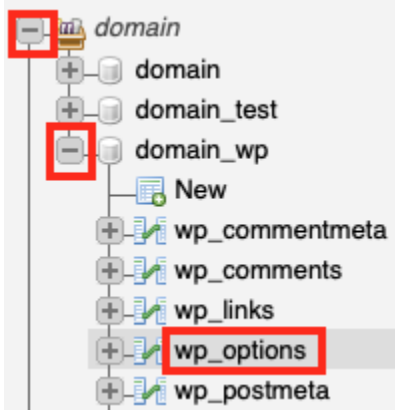 domain
domain
domain_test
domain_wp
New
wp_commentmeta
wp_comments
wp_links
wp_options
wp_postmeta